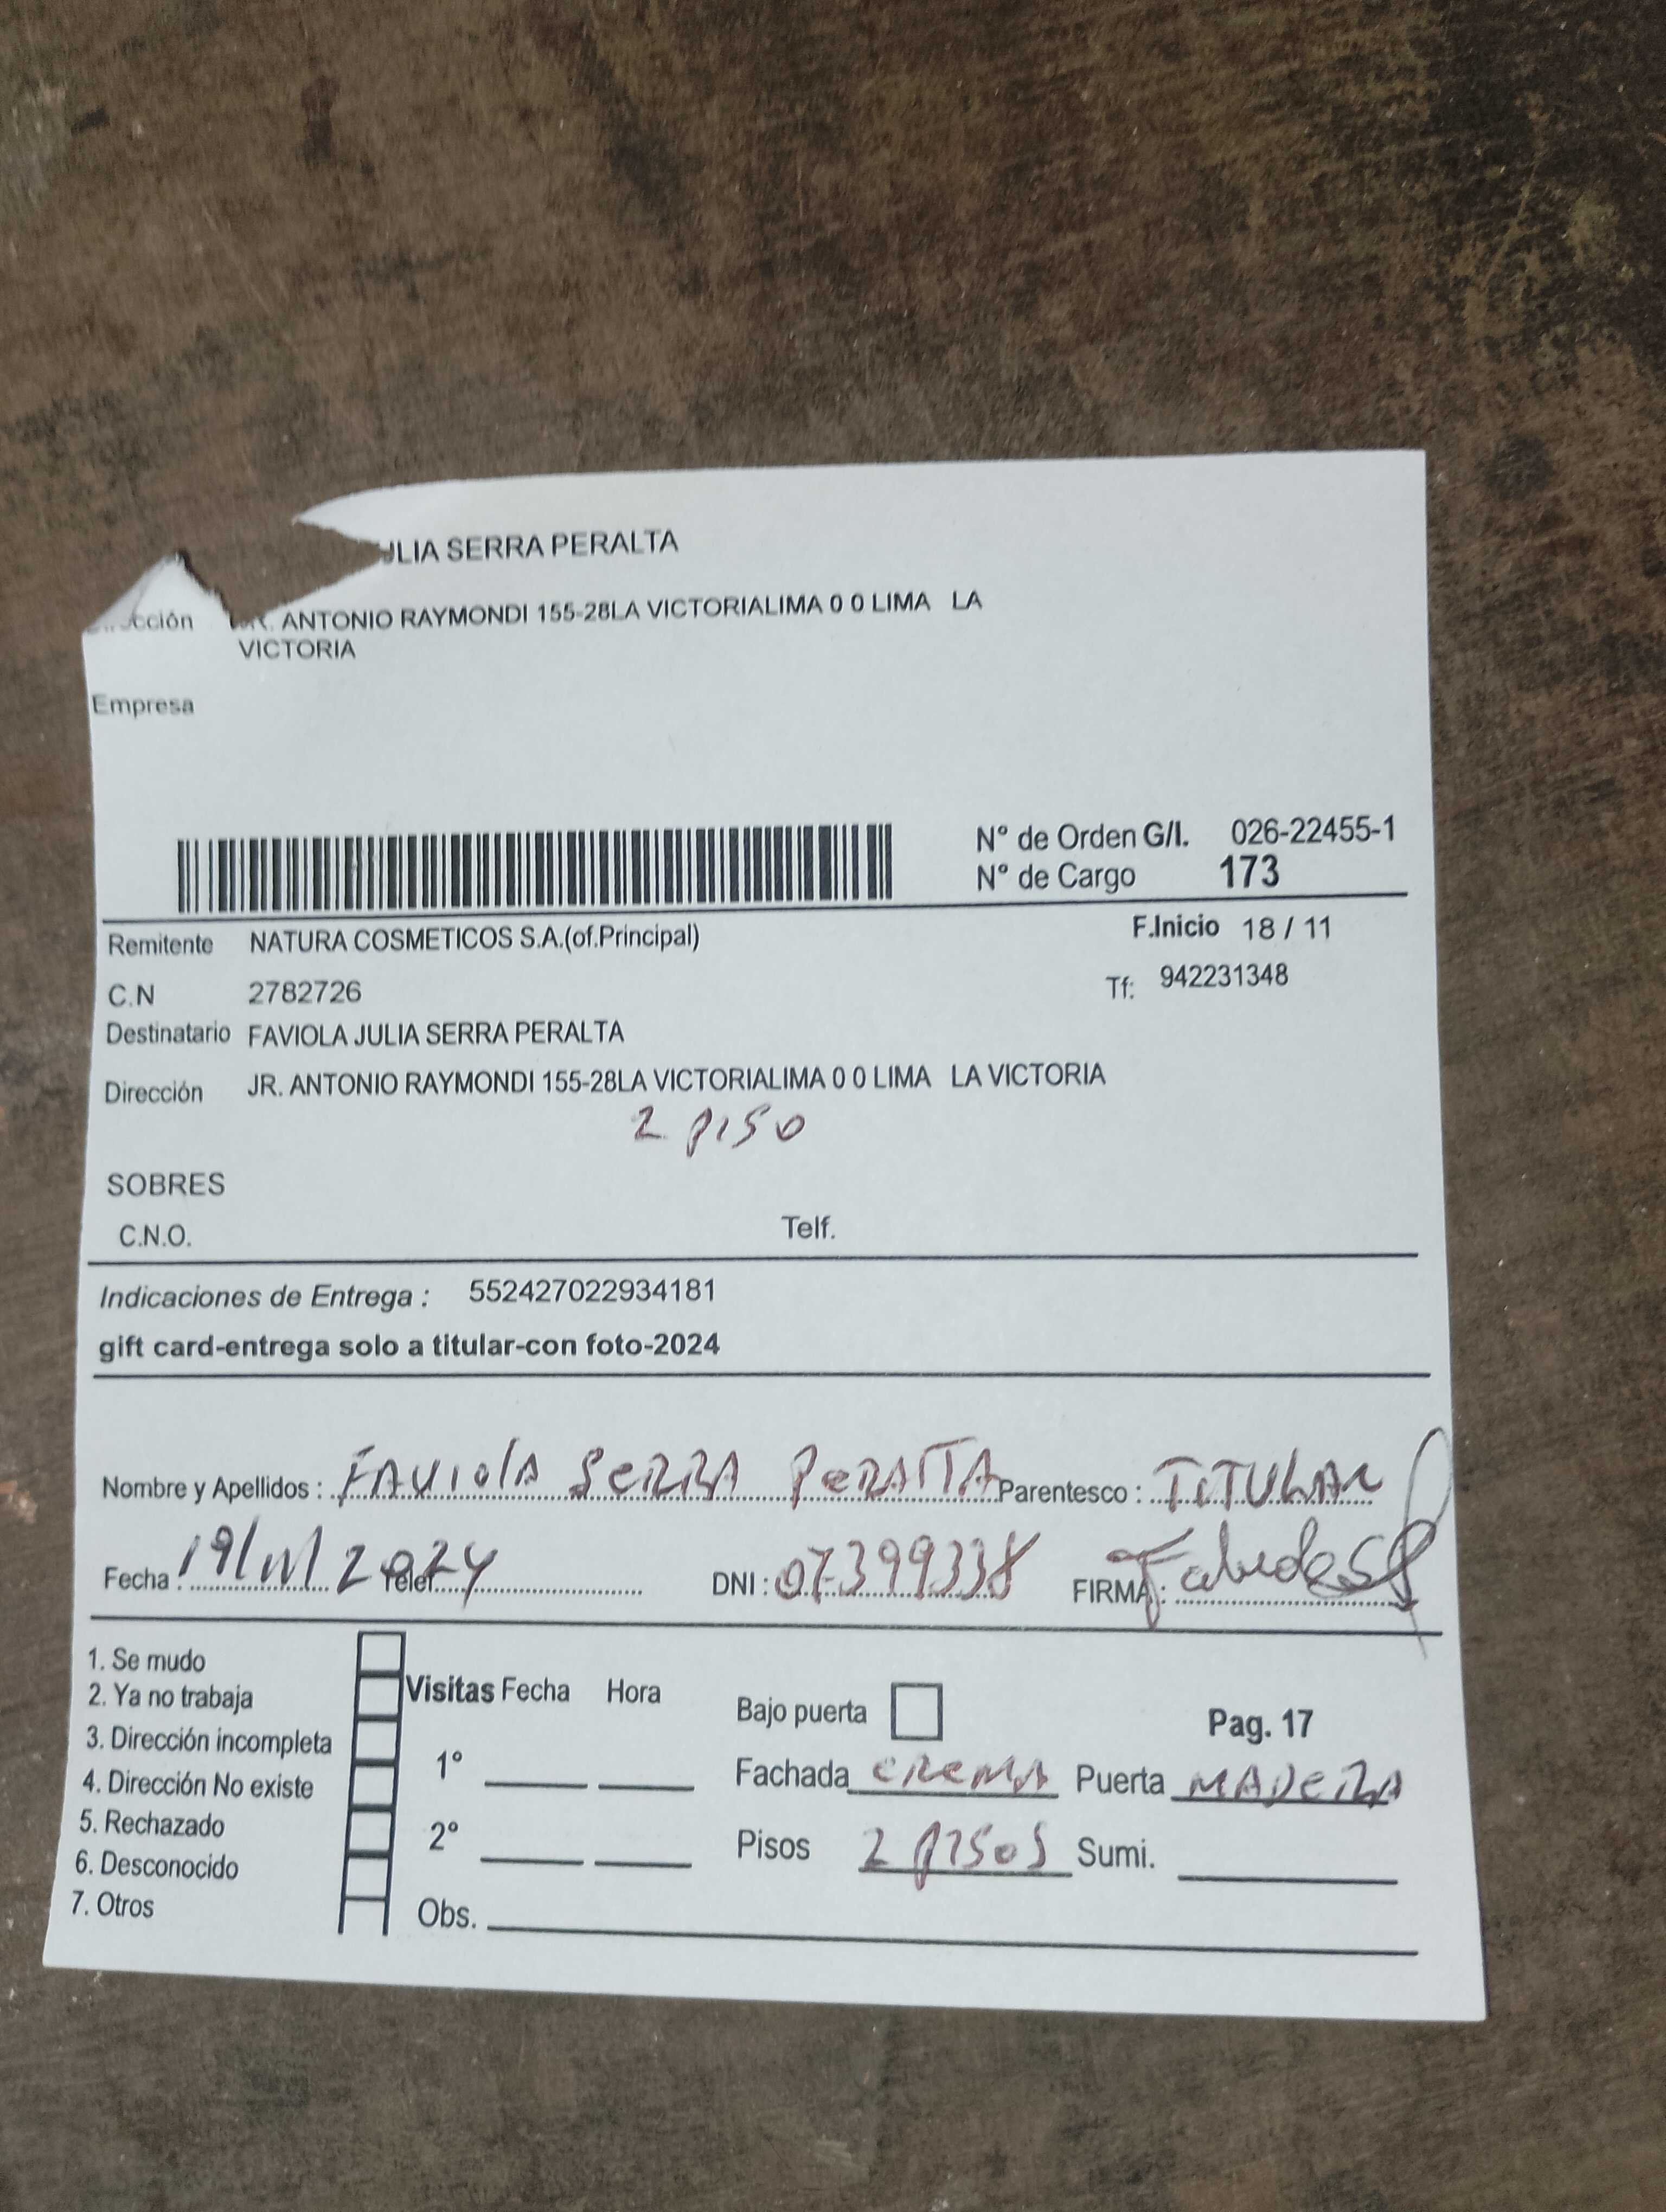 ULIA SERRA PERALTA
cción JR. ANTONIO RAYMONDI 155-28LA VICTORIALIMA 0 0 LIMA LA
VICTORIA
Empresa
N° de Orden G/I. 026-22455-1
N° de Cargo 173
Remitente NATURA COSMETICOS S.A.(of.Principal) F.Inicio 18 / 11
C.N 2782726 Tf: 942231348
Destinatario FAVIOLA JULIA SERRA PERALTA
Dirección JR. ANTONIO RAYMONDI 155-28LA VICTORIALIMA 0 0 LIMA LA VICTORIA
2 piso
SOBRES
C.N.O. Telf.
Indicaciones de Entrega : 552427022934181
gift card-entrega solo a titular-con foto-2024
Nombre y Apellidos : FAViolA SeRRA PeRAlTA Parentesco : TiTULAR
Fecha : 19/11/2024 Telef. DNI : 07399338 FIRMA :
1. Se mudo
2. Ya no trabaja
3. Dirección incompleta
4. Dirección No existe
5. Rechazado
6. Desconocido
7. Otros
Visitas Fecha Hora
1°
2°
Obs.
Bajo puerta Pag. 17
Fachada CReMA Puerta MADeRA
Pisos 2 pisos Sumi.